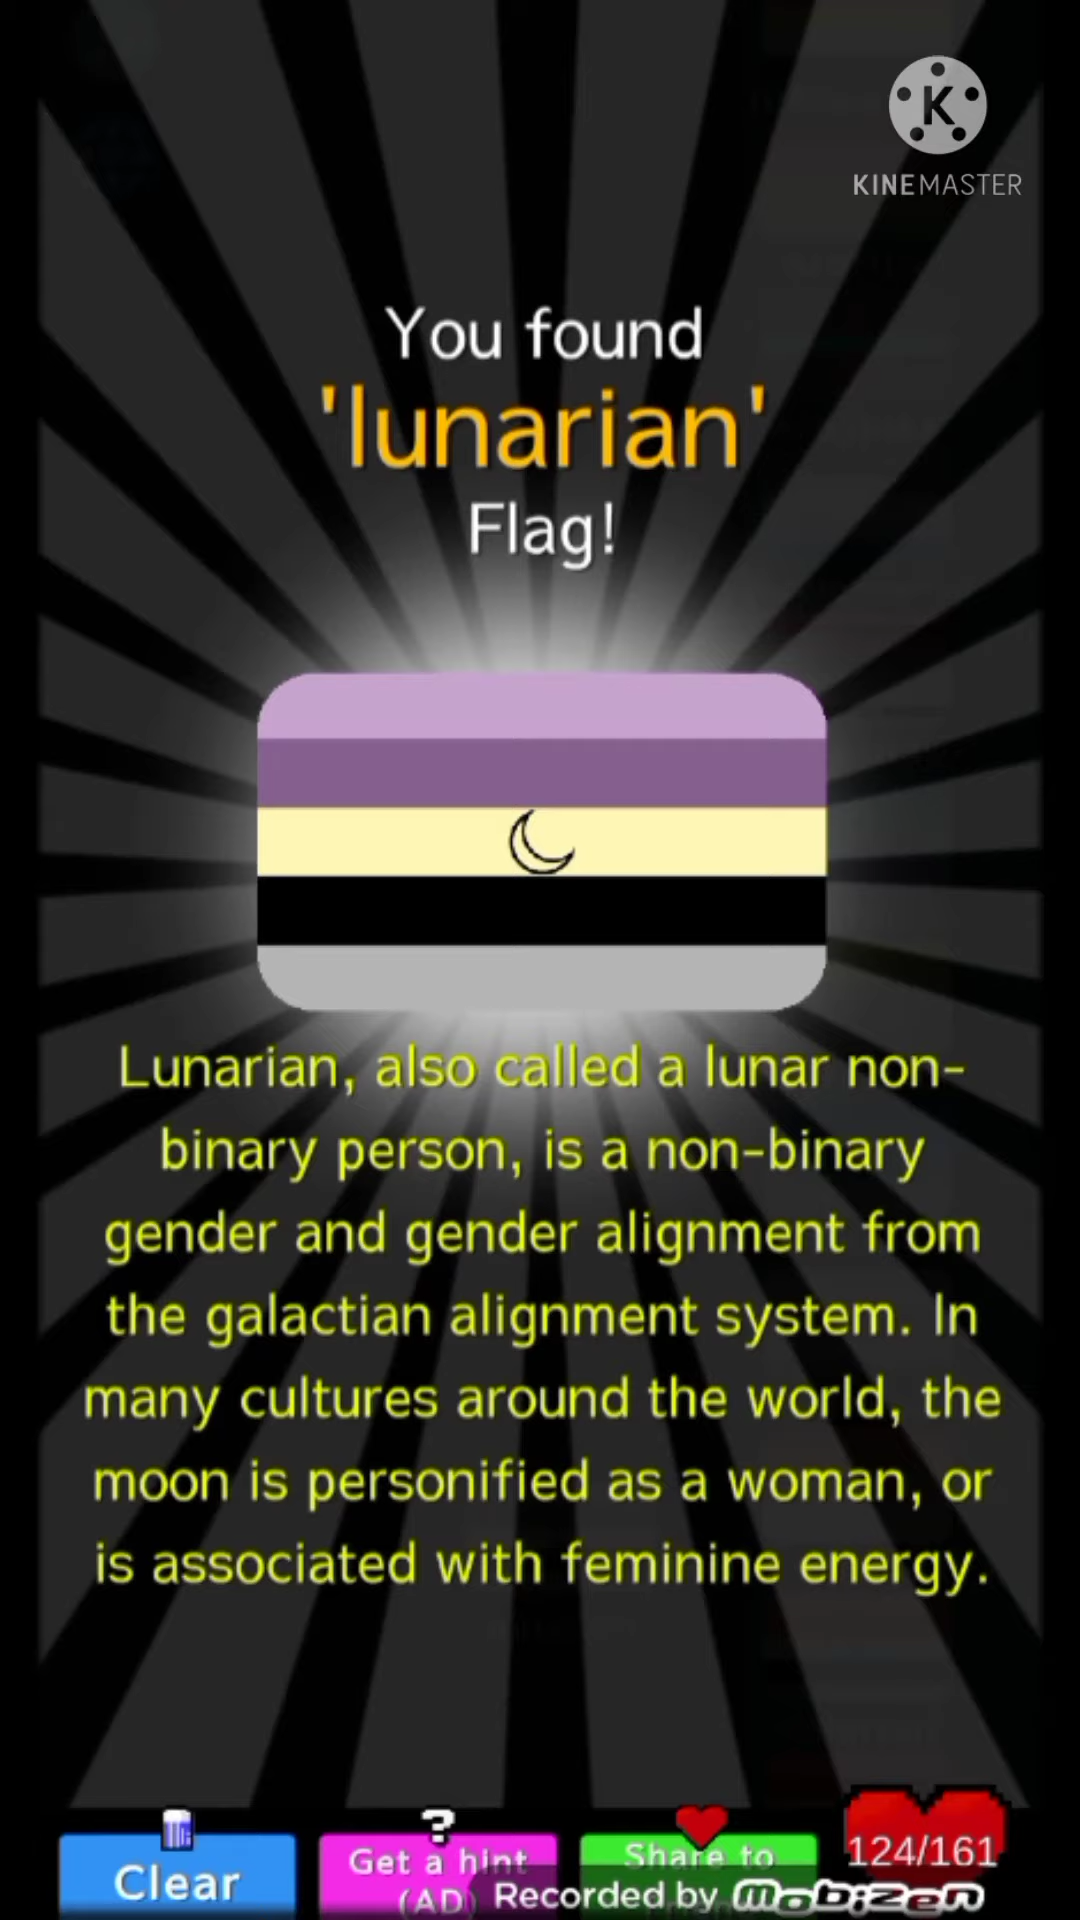 K
KINEMASTER
You found
'lunarian'
Flag!
Lunarian, also called a lunar non-
binary person, is a non-binary
gender and gender alignment from
the galactian alignment system. In
many cultures around the world, the
moon is personified as a woman, or
is associated with feminine energy.
Clear
?
Get a hint
(AD)
Share to
124/161
Recorded by Mobizen